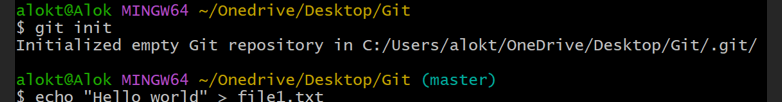 alokt@Alok MINGW64 ~/Onedrive/Desktop/Git
$ git init
Initialized empty Git repository in C:/Users/alokt/OneDrive/Desktop/Git/.git/
alokt@Alok MINGW64 ~/Onedrive/Desktop/Git (master)
$ echo "Hello world" > file1.txt